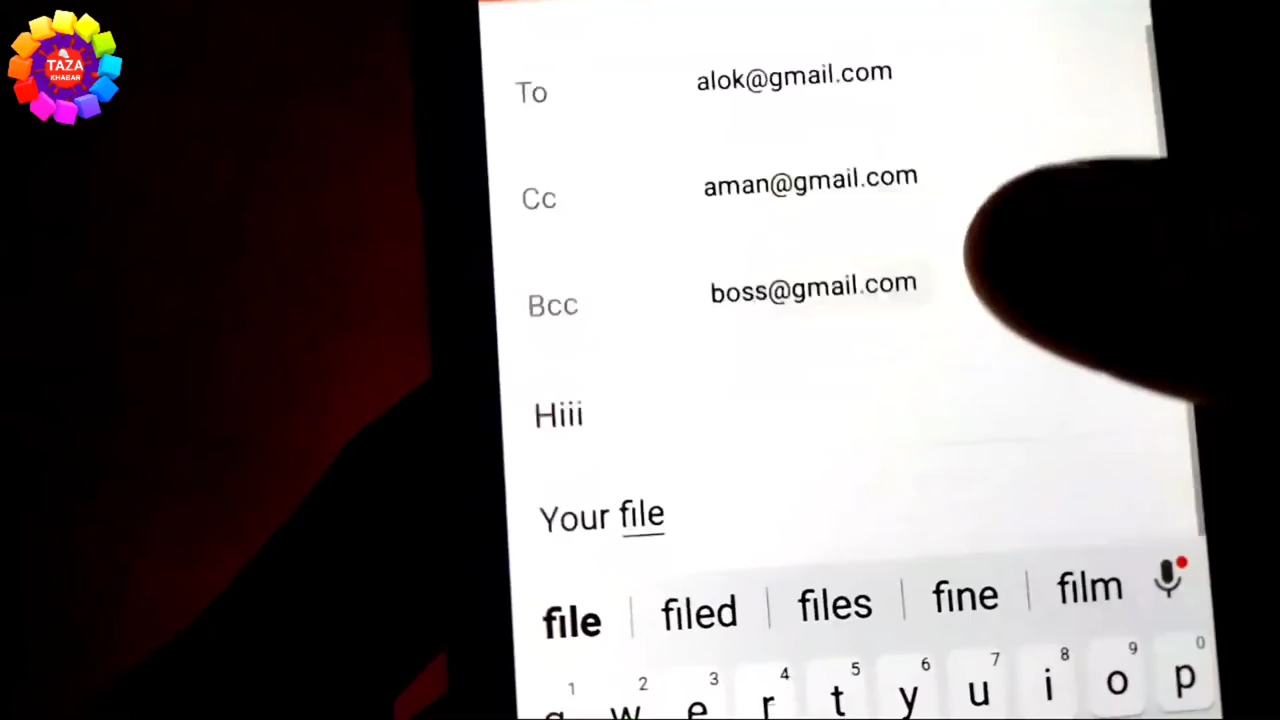 TAZA
KHABAR
To alok@gmail.com
Cc aman@gmail.com
Bcc boss@gmail.com
Hiii
Your file
file filed files fine film
1 2 3 4 5 6 7 8 9 0
q w e r t y u i o p